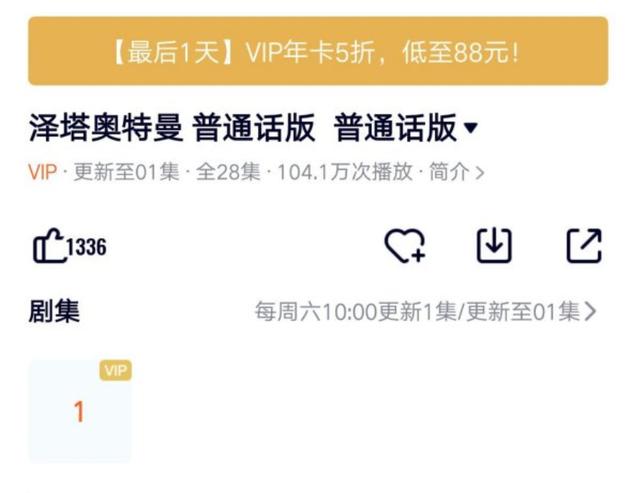 【最后1天】VIP年卡5折，低至88元！
泽塔奥特曼 普通话版 普通话版
VIP · 更新至01集 · 全28集 · 104.1万次播放 · 简介 >
1336
剧集 每周六10:00更新1集/更新至01集 >
VIP
1